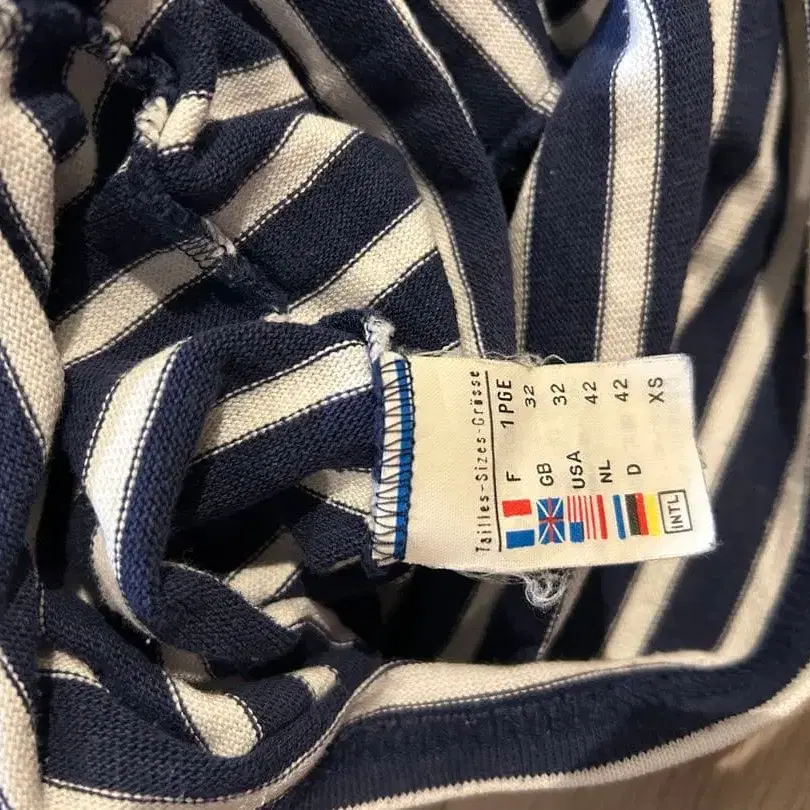 Tailles-Sizes-Grösse
F 1PGE
GB 32
USA 32
NL 42
D 42
INTL XS